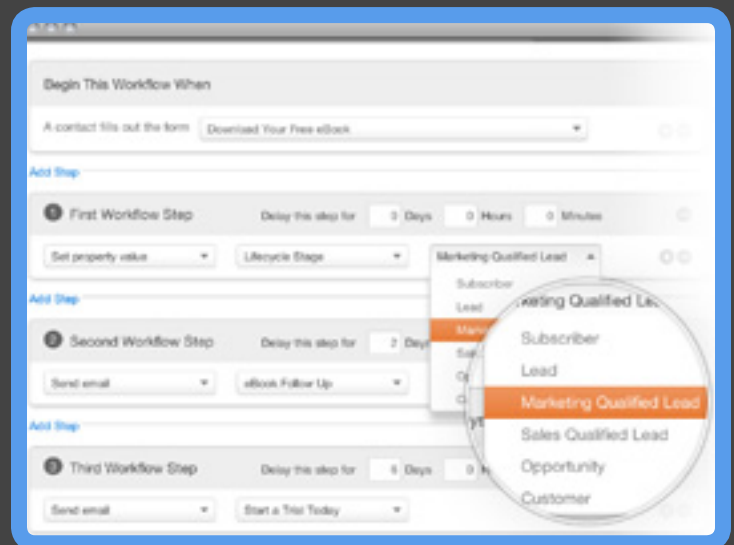 Begin This Workflow When
A contact fills out the form Download Your Free eBook
Add Step
1 First Workflow Step Delay this step for 0 Days 0 Hours 0 Minutes
Set property value Lifecycle Stage Marketing Qualified Lead
Subscriber
Lead
Add Step
2 Second Workflow Step Delay this step for 2 Days
Send email eBook Follow Up
Add Step
3 Third Workflow Step Delay this step for Days
Send email Start a Trial Today
Subscriber
Lead
Marketing Qualified Lead
Sales Qualified Lead
Opportunity
Customer